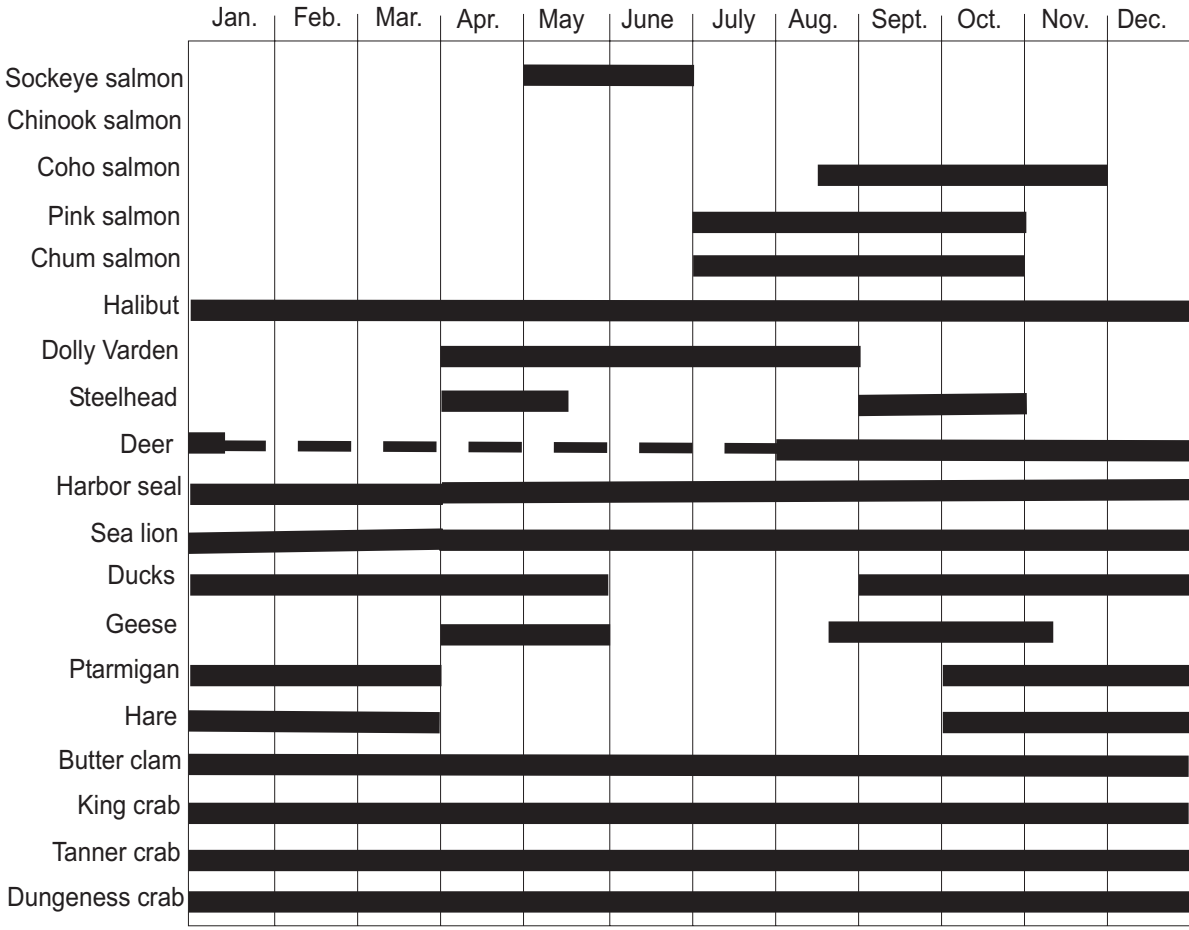 Jan. Feb. Mar. Apr. May June July Aug. Sept. Oct. Nov. Dec.
Sockeye salmon
Chinook salmon
Coho salmon
Pink salmon
Chum salmon
Halibut
Dolly Varden
Steelhead
Deer
Harbor seal
Sea lion
Ducks
Geese
Ptarmigan
Hare
Butter clam
King crab
Tanner crab
Dungeness crab